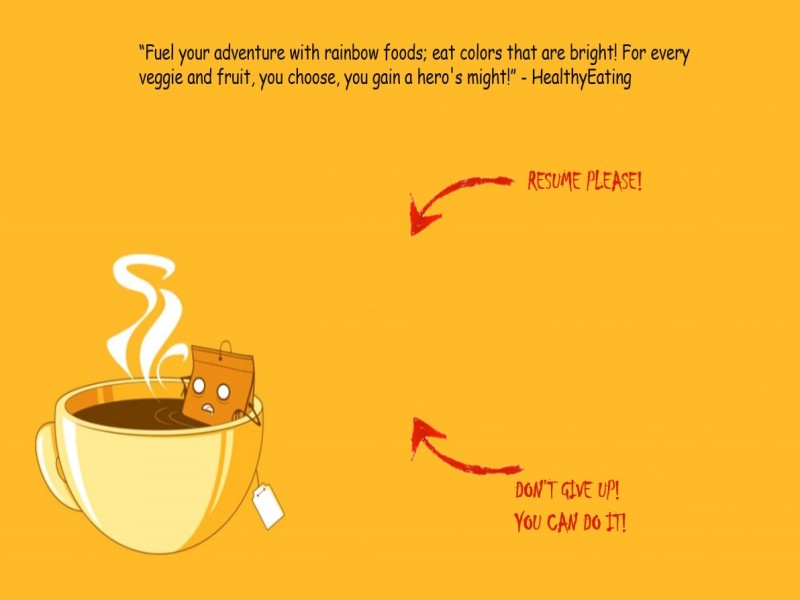 “Fuel your adventure with rainbow foods; eat colors that are bright! For every
veggie and fruit, you choose, you gain a hero's might!” - HealthyEating
RESUME PLEASE!
DON'T GIVE UP!
YOU CAN DO IT!